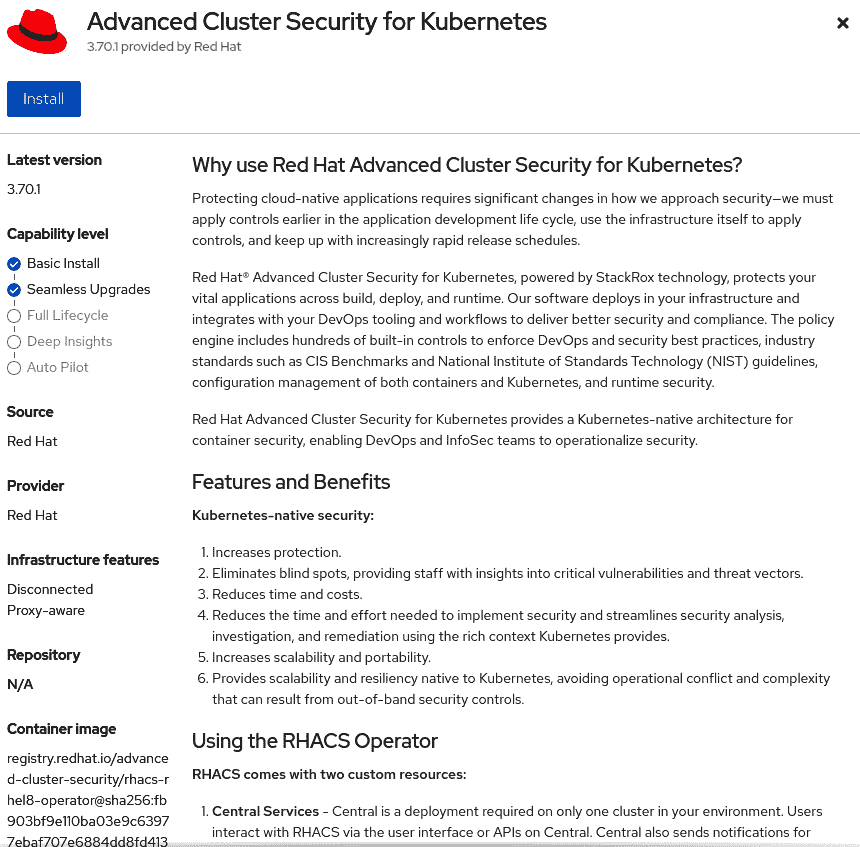 Advanced Cluster Security for Kubernetes
3.70.1 provided by Red Hat
Install
Latest version
3.70.1
Capability level
Basic Install
Seamless Upgrades
Full Lifecycle
Deep Insights
Auto Pilot
Source
Red Hat
Provider
Red Hat
Infrastructure features
Disconnected
Proxy-aware
Repository
N/A
Container image
registry.redhat.io/advance
d-cluster-security/rhacs-r
hel8-operator@sha256:fb
903bf9e110ba03e9c6397
7ebaf707e6884dd8fd413
Why use Red Hat Advanced Cluster Security for Kubernetes?
Protecting cloud-native applications requires significant changes in how we approach security—we must
apply controls earlier in the application development life cycle, use the infrastructure itself to apply
controls, and keep up with increasingly rapid release schedules.
Red Hat® Advanced Cluster Security for Kubernetes, powered by StackRox technology, protects your
vital applications across build, deploy, and runtime. Our software deploys in your infrastructure and
integrates with your DevOps tooling and workflows to deliver better security and compliance. The policy
engine includes hundreds of built-in controls to enforce DevOps and security best practices, industry
standards such as CIS Benchmarks and National Institute of Standards Technology (NIST) guidelines,
configuration management of both containers and Kubernetes, and runtime security.
Red Hat Advanced Cluster Security for Kubernetes provides a Kubernetes-native architecture for
container security, enabling DevOps and InfoSec teams to operationalize security.
Features and Benefits
Kubernetes-native security:
1. Increases protection.
2. Eliminates blind spots, providing staff with insights into critical vulnerabilities and threat vectors.
3. Reduces time and costs.
4. Reduces the time and effort needed to implement security and streamlines security analysis,
investigation, and remediation using the rich context Kubernetes provides.
5. Increases scalability and portability.
6. Provides scalability and resiliency native to Kubernetes, avoiding operational conflict and complexity
that can result from out-of-band security controls.
Using the RHACS Operator
RHACS comes with two custom resources:
1. Central Services - Central is a deployment required on only one cluster in your environment. Users
interact with RHACS via the user interface or APIs on Central. Central also sends notifications for